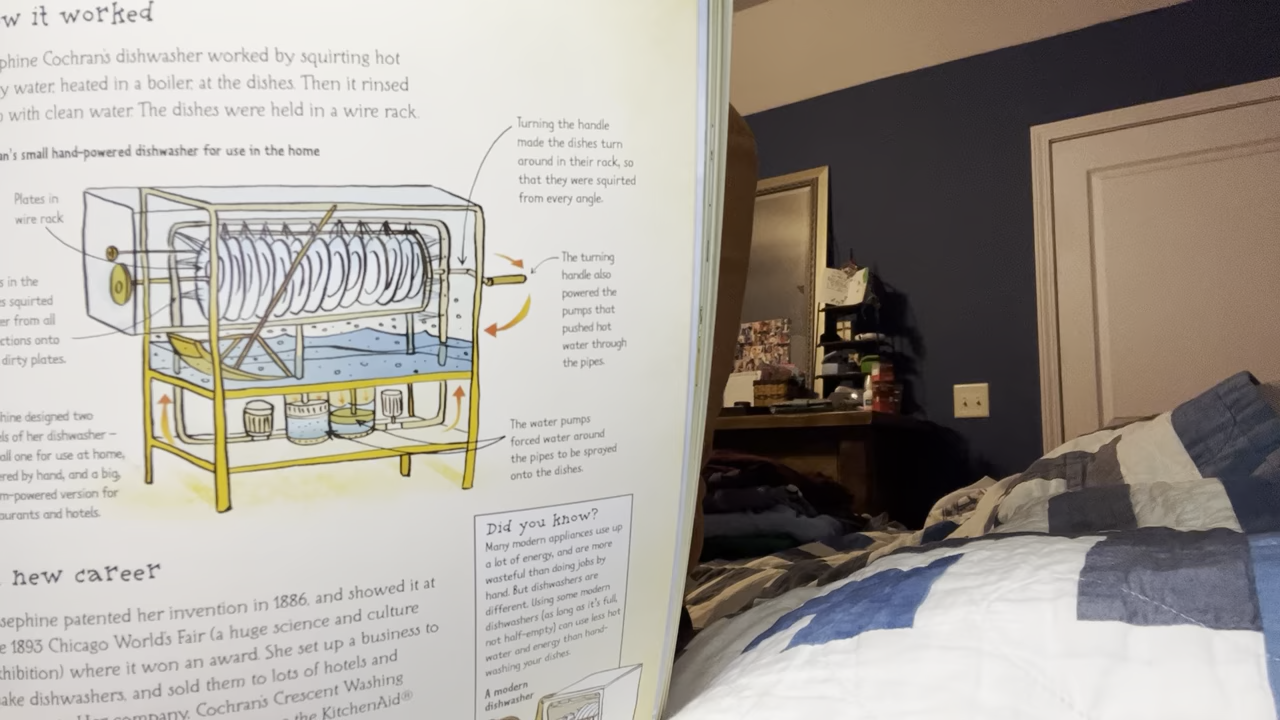 w it worked
phine Cochran's dishwasher worked by squirting hot
y water, heated in a boiler, at the dishes. Then it rinsed
with clean water. The dishes were held in a wire rack.
an's small hand-powered dishwasher for use in the home
Turning the handle
made the dishes turn
around in their rack, so
that they were squirted
from every angle.
Plates in
wire rack
s in the
s squirted
er from all
ctions onto
dirty plates.
The turning
handle also
powered the
pumps that
pushed hot
water through
the pipes.
hine designed two
ls of her dishwasher –
all one for use at home,
ered by hand, and a big,
m-powered version for
aurants and hotels.
The water pumps
forced water around
the pipes to be sprayed
onto the dishes.
Did you know?
Many modern appliances use up
a lot of energy, and are more
wasteful than doing jobs by
hand. But dishwashers are
different. Using some modern
dishwashers (as long as it's full,
not half-empty) can use less hot
water and energy than hand-
washing your dishes.
A modern
dishwasher
new career
sephine patented her invention in 1886, and showed it at
e 1893 Chicago World's Fair (a huge science and culture
xhibition) where it won an award. She set up a business to
ake dishwashers, and sold them to lots of hotels and
Her company, Cochran's Crescent Washing
the KitchenAid®